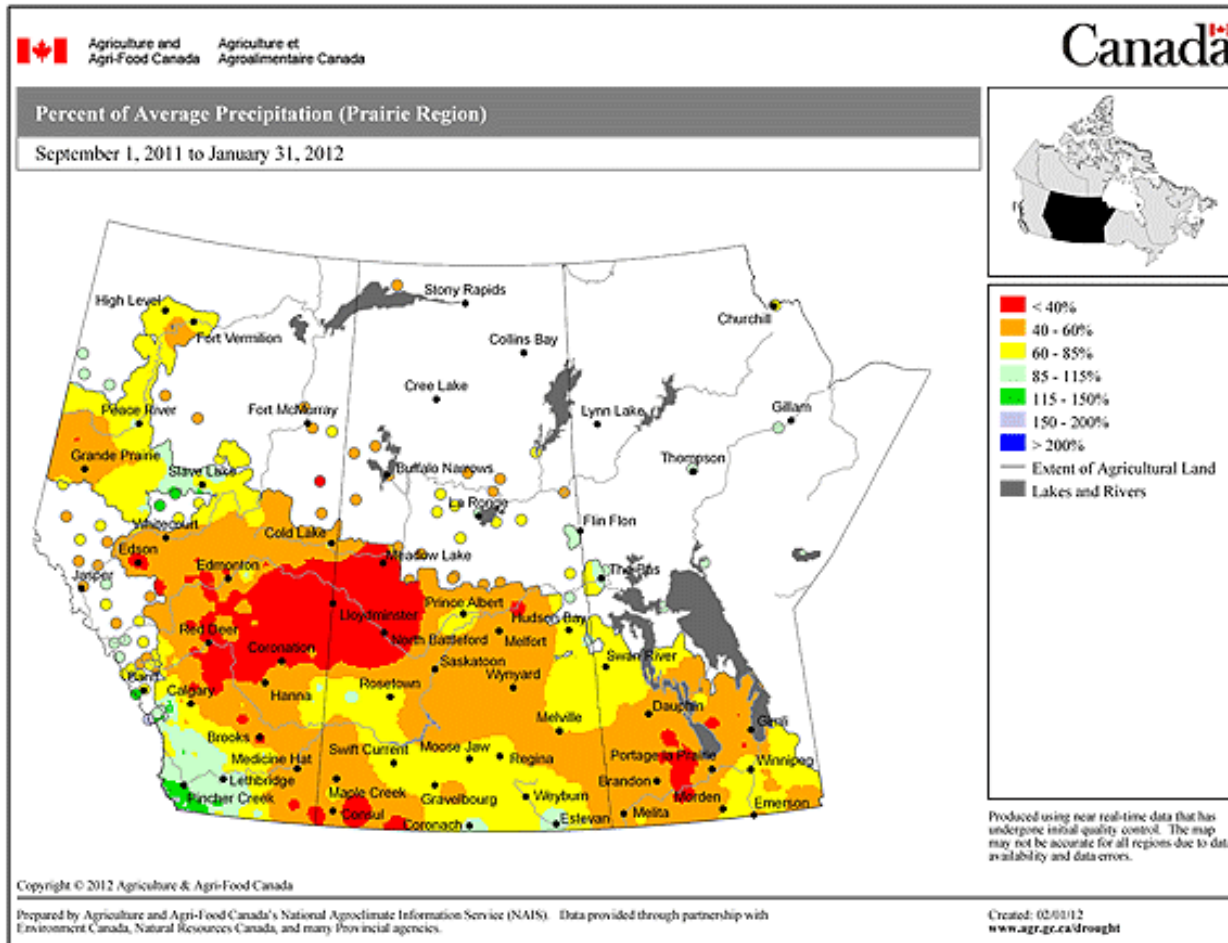 Agriculture and
Agri-Food Canada
Agriculture et
Agroalimentaire Canada
Canada
Percent of Average Precipitation (Prairie Region)
September 1, 2011 to January 31, 2012
< 40%
40 - 60%
60 - 85%
85 - 115%
115 - 150%
150 - 200%
> 200%
Extent of Agricultural Land
Lakes and Rivers
Stony Rapids
High Level
Churchill
Fort Vermilion
Collins Bay
Cree Lake
Peace River
Fort McMurray
Lynn Lake
Gillam
Grande Prairie
Slave Lake
Buffalo Narrows
Thompson
La Ronge
Whitecourt
Cold Lake
Flin Flon
Edson
Meadow Lake
Jasper
Edmonton
The Pas
Lloydminster
Prince Albert
Hudson Bay
Red Deer
North Battleford
Melfort
Coronation
Saskatoon
Swan River
Banff
Calgary
Hanna
Rosetown
Wynyard
Dauphin
Brooks
Melville
Gimli
Medicine Hat
Swift Current
Moose Jaw
Regina
Portage la Prairie
Winnipeg
Lethbridge
Brandon
Pincher Creek
Maple Creek
Gravelbourg
Weyburn
Morden
Emerson
Consul
Coronach
Estevan
Melita
Produced using near real-time data that has
undergone initial quality control. The map
may not be accurate for all regions due to data
availability and data errors.
Copyright © 2012 Agriculture & Agri-Food Canada
Prepared by Agriculture and Agri-Food Canada's National Agroclimate Information Service (NAIS). Data provided through partnership with
Environment Canada, Natural Resources Canada, and many Provincial agencies.
Created: 02/01/12
www.agr.gc.ca/drought